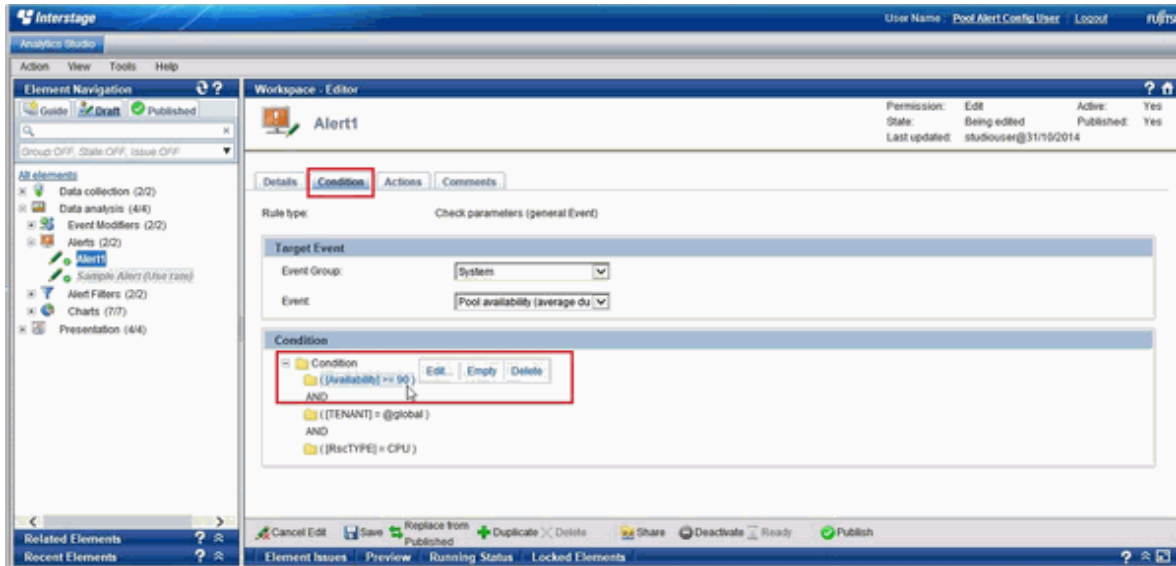 Interstage
User Name : Pool Alert Config User Logout
Analytics Studio
Action View Tools Help
Element Navigation
Guide Draft Published
Group:OFF, State:OFF, Issue:OFF
All elements
Data collection (2/2)
Data analysis (4/4)
Event Modifiers (2/2)
Alerts (2/2)
Alert1
Sample Alert (Use rate)
Alert Filters (2/2)
Charts (7/7)
Presentation (4/4)
Related Elements
Recent Elements
Workspace - Editor
Alert1
Permission: Edit Active: Yes
State: Being edited Published: Yes
Last updated: studiouser@31/10/2014
Details Condition Actions Comments
Rule type: Check parameters (general Event)
Target Event
Event Group: System
Event: Pool availability (average du
Condition
Condition
( [Availability] >= 90 ) Edit... Empty Delete
AND
( [TENANT] = @global )
AND
( [RscTYPE] = CPU )
Cancel Edit Save Replace from Published Duplicate Delete Share Deactivate Ready Publish
Element Issues Preview Running Status Locked Elements